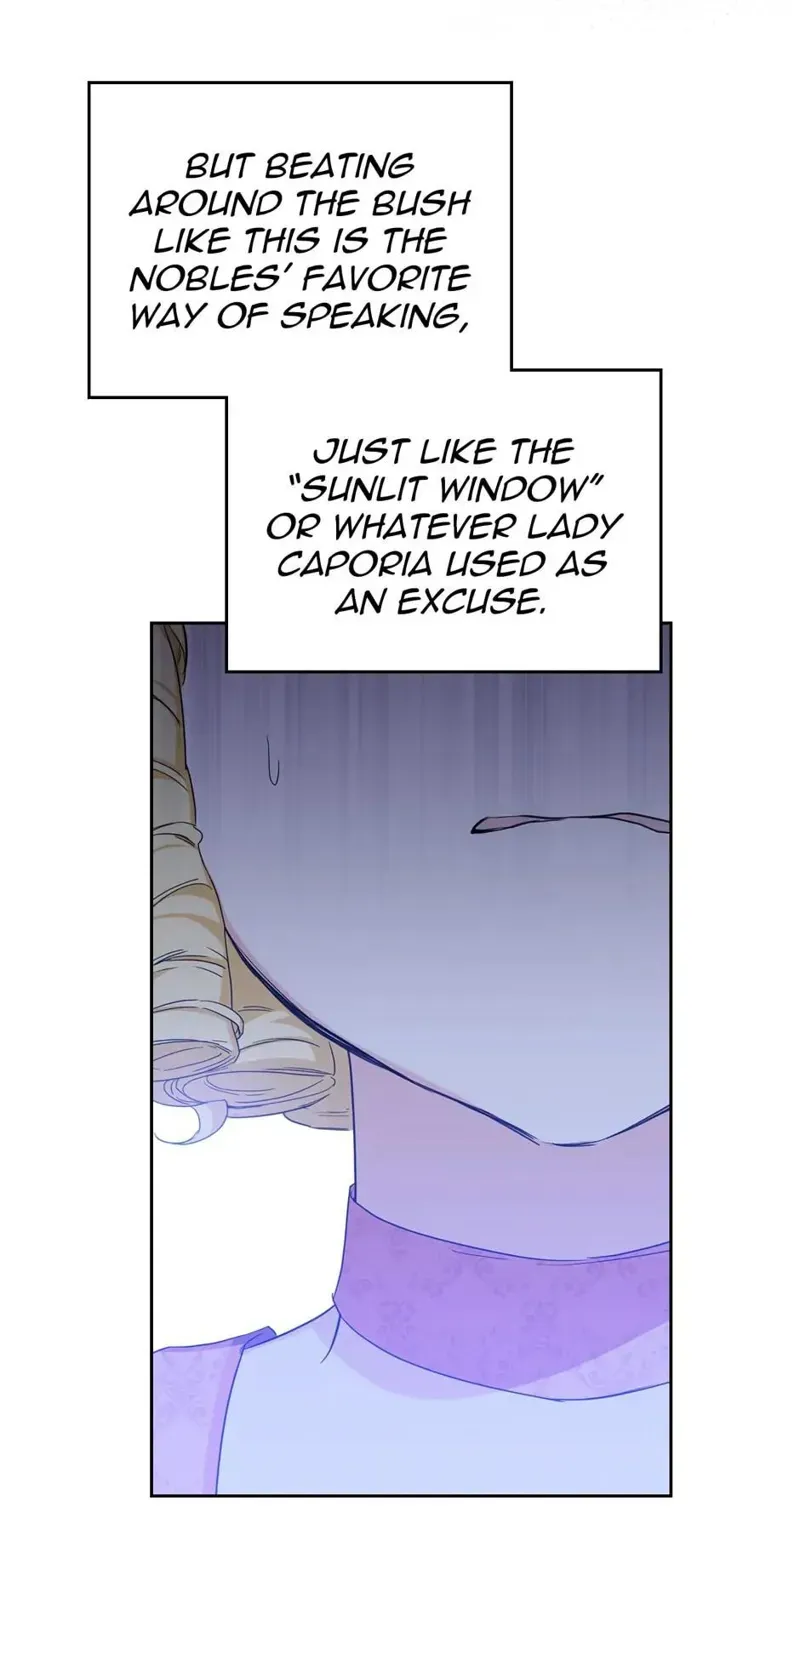 BUT BEATING
AROUND THE BUSH
LIKE THIS IS THE
NOBLES' FAVORITE
WAY OF SPEAKING,
JUST LIKE THE
"SUNLIT WINDOW"
OR WHATEVER LADY
CAPORIA USED AS
AN EXCUSE.